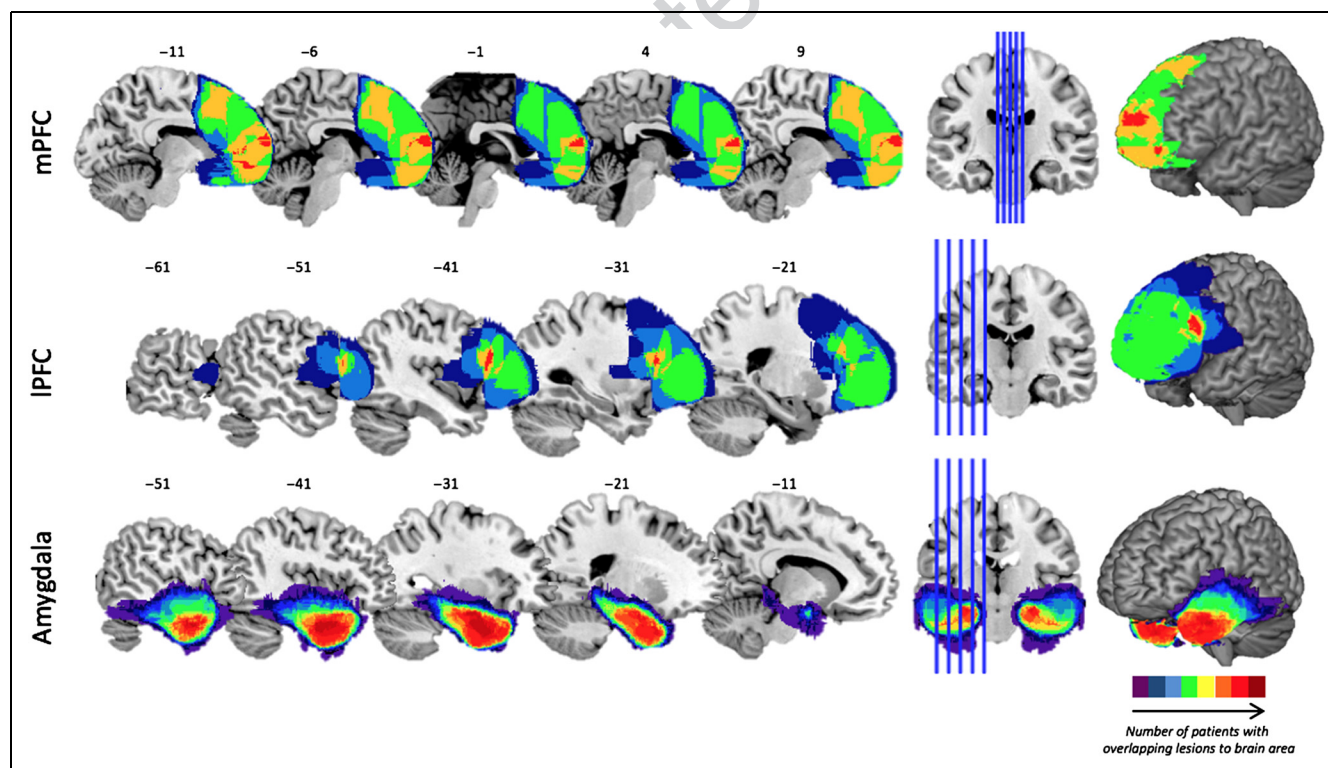 mPFC
−11 −6 −1 4 9
lPFC
−61 −51 −41 −31 −21
Amygdala
−51 −41 −31 −21 −11
Number of patients with
overlapping lesions to brain area